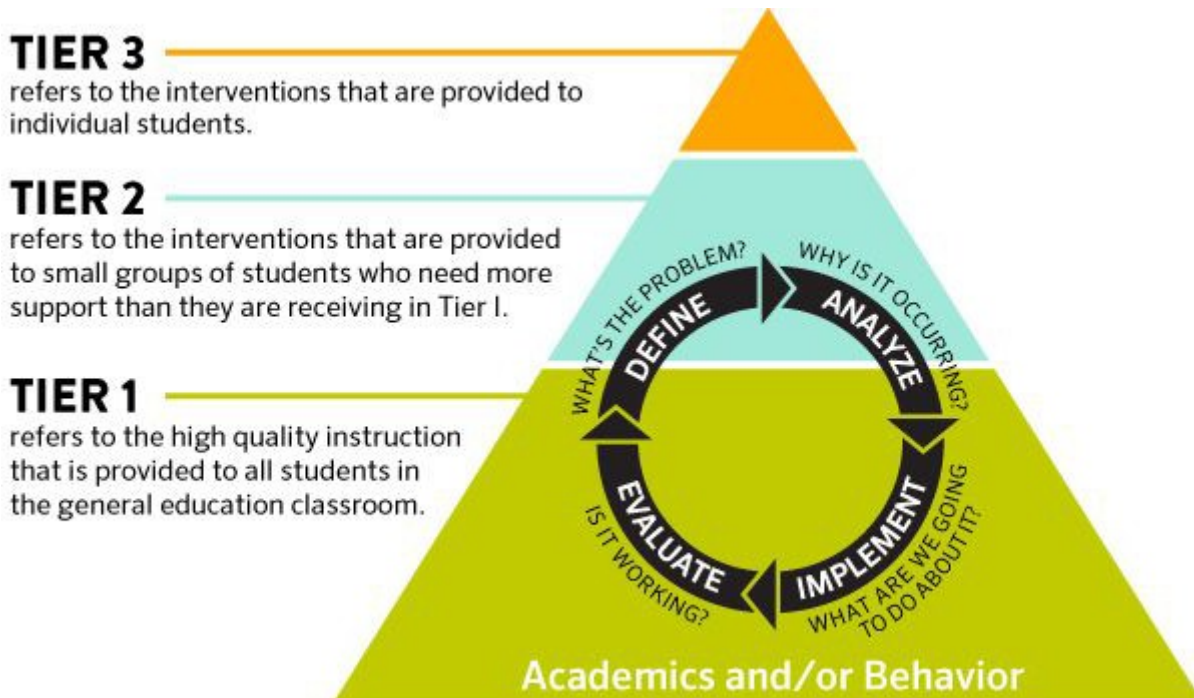 TIER 3
refers to the interventions that are provided to
individual students.
TIER 2
refers to the interventions that are provided
to small groups of students who need more
support than they are receiving in Tier I.
TIER 1
refers to the high quality instruction
that is provided to all students in
the general education classroom.
WHAT'S THE PROBLEM?
DEFINE
WHY IS IT OCCURRING?
ANALYZE
IMPLEMENT
WHAT ARE WE GOING
TO DO ABOUT IT?
EVALUATE
IS IT WORKING?
Academics and/or Behavior